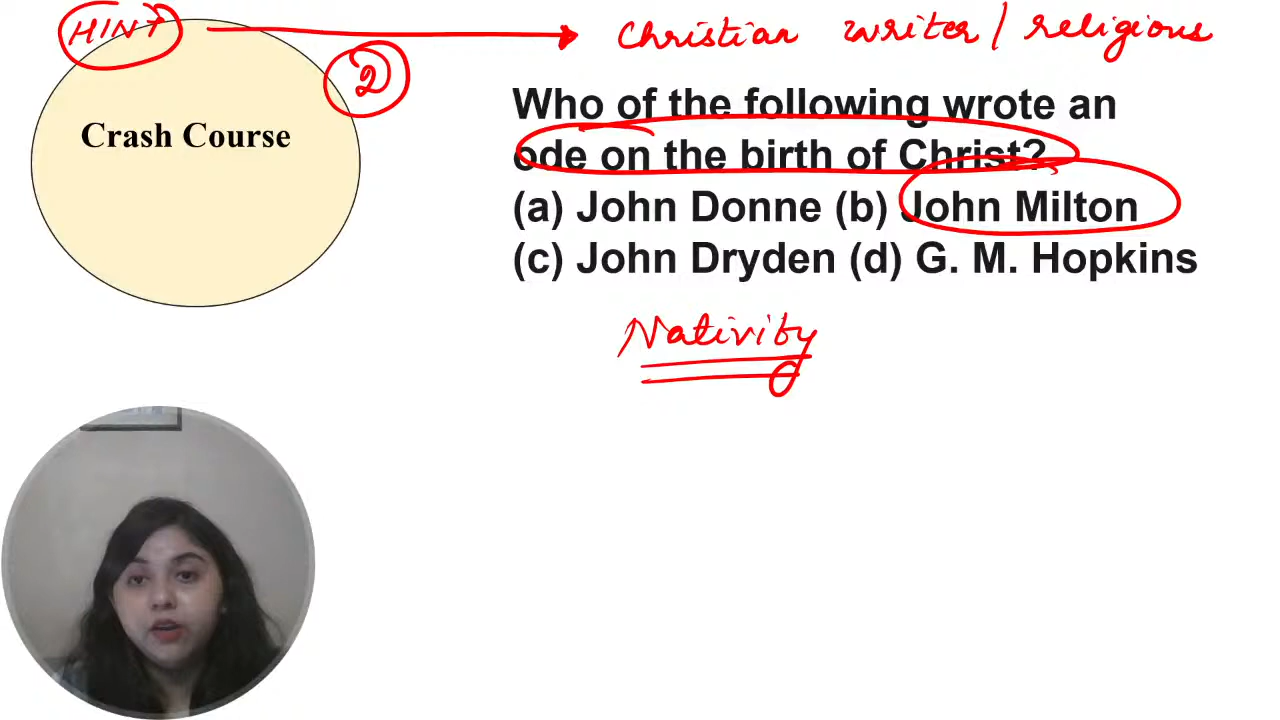 HINT
Christian writer / religious
2
Crash Course
Who of the following wrote an
ode on the birth of Christ?
(a) John Donne (b) John Milton
(c) John Dryden (d) G. M. Hopkins
Nativity